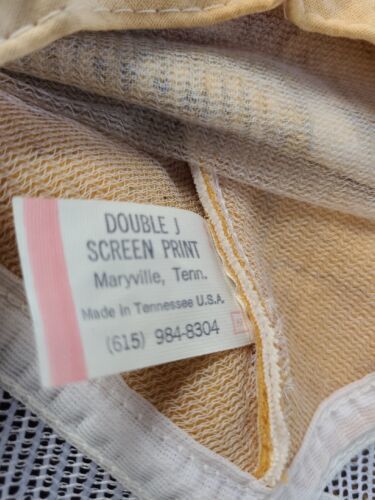 DOUBLE J
SCREEN PRINT
Maryville, Tenn.
Made in Tennessee U.S.A.
(615) 984-8304